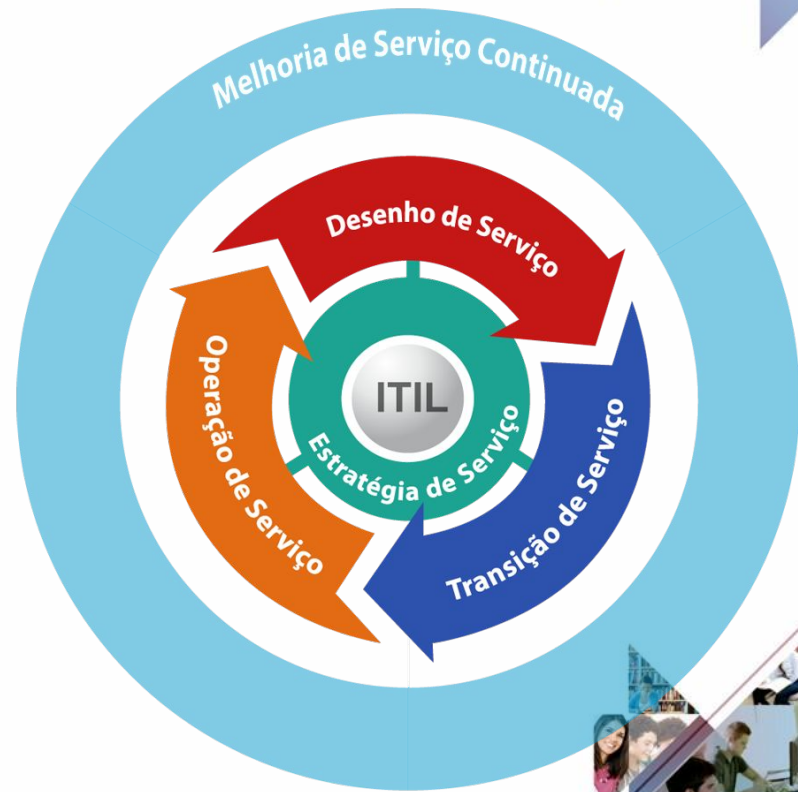 Melhoria de Serviço Continuada
Desenho de Serviço
Operação de Serviço
ITIL
Estratégia de Serviço
Transição de Serviço